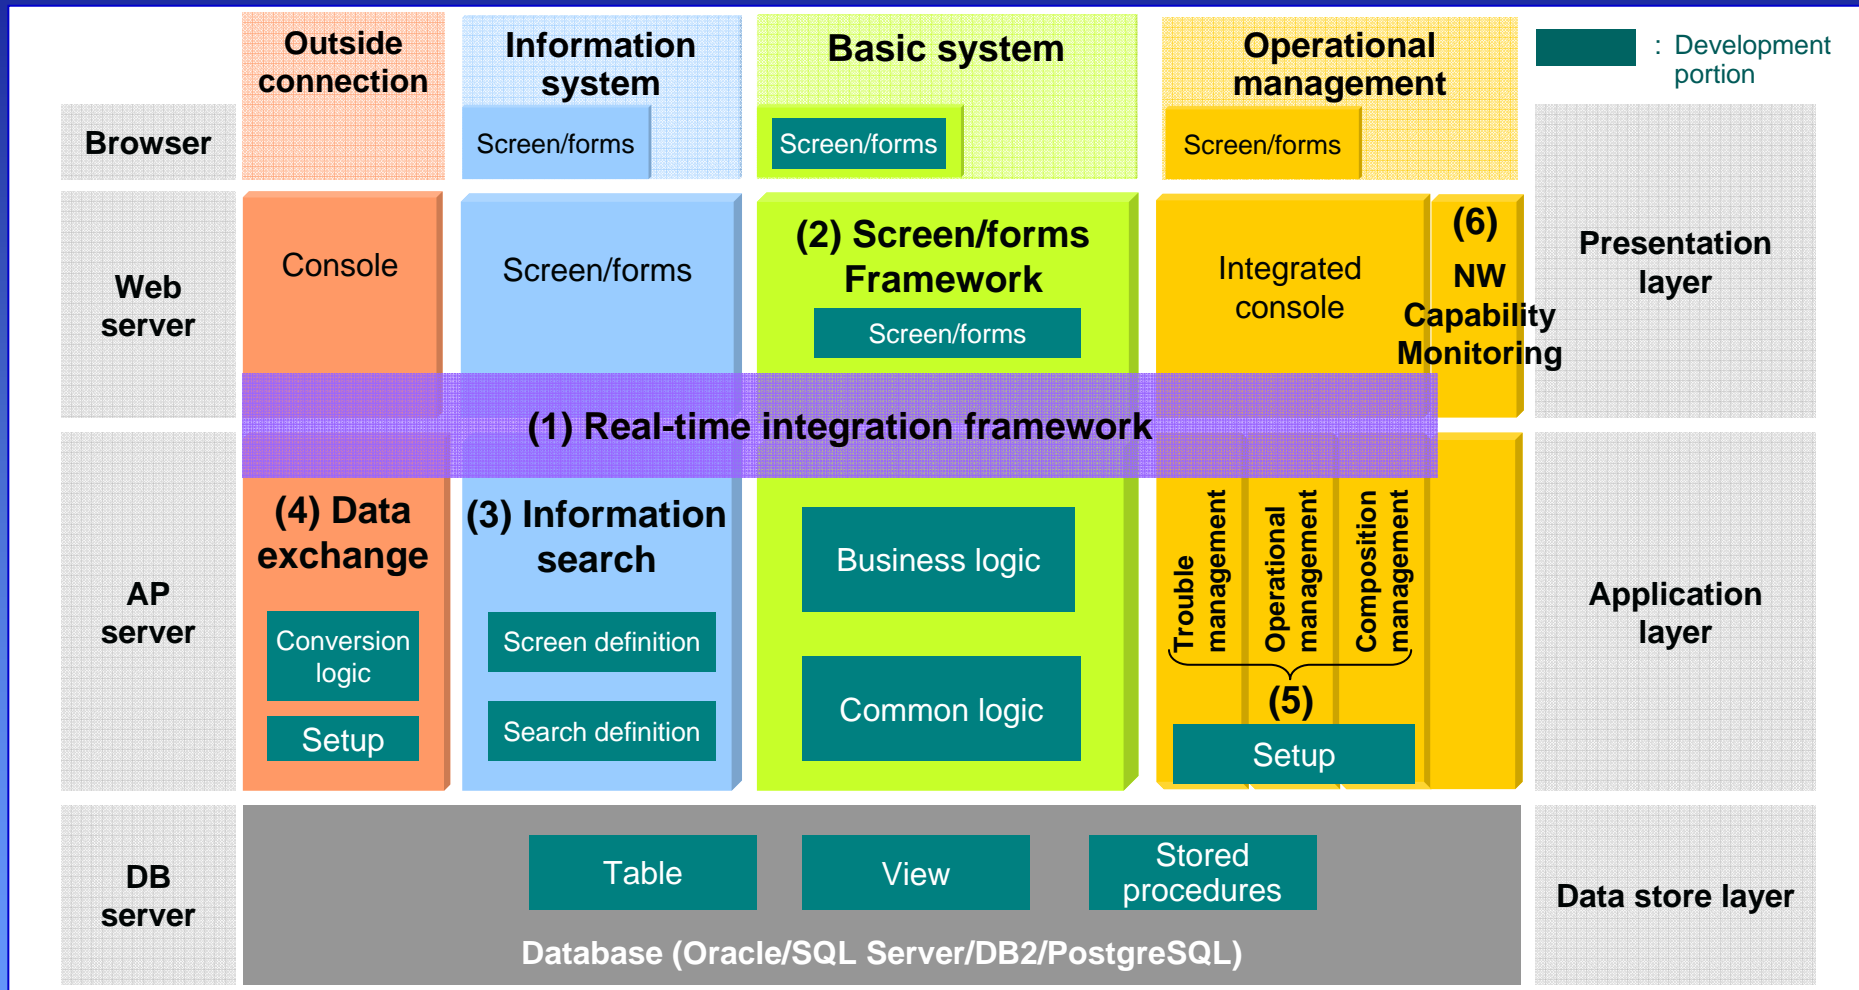 Outside
connection
Information
system
Basic system
Operational
management
: Development
portion
Browser
Screen/forms
Screen/forms
Screen/forms
Web
server
Console
Screen/forms
(2) Screen/forms
Framework
Screen/forms
Integrated
console
(6)
NW
Capability
Monitoring
Presentation
layer
(1) Real-time integration framework
AP
server
(4) Data
exchange
Conversion
logic
Setup
(3) Information
search
Screen definition
Search definition
Business logic
Common logic
Trouble
management
Operational
management
Composition
management
(5)
Setup
Application
layer
DB
server
Table
View
Stored
procedures
Database (Oracle/SQL Server/DB2/PostgreSQL)
Data store layer